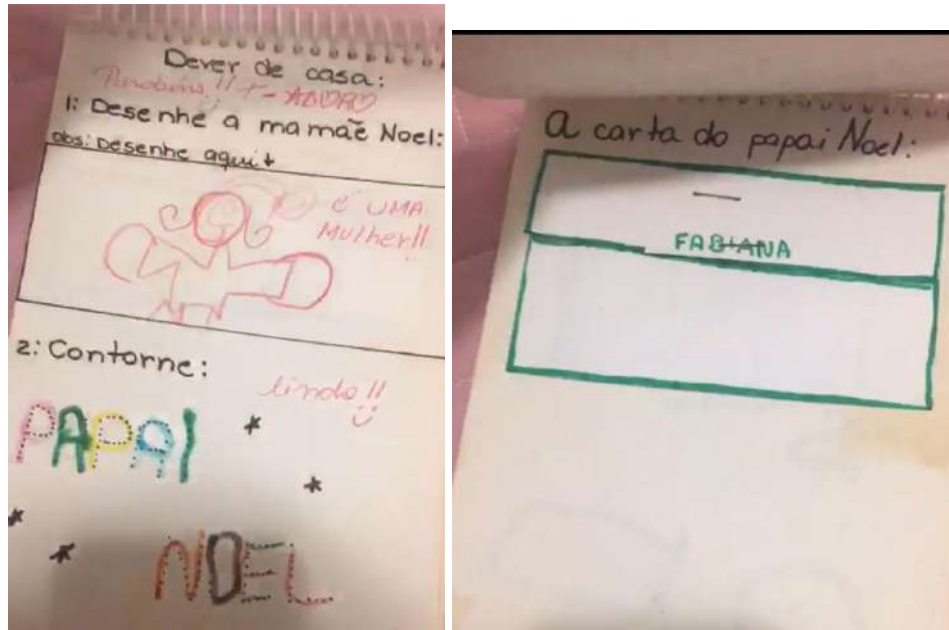 Dever de casa:
Parabéns!! + - ADORO
1: Desenhe a mamãe Noel:
obs: Desenhe aqui ↓
É UMA
Mulher!!
2: Contorne:
lindo!!
PAPAI
NOEL
a carta do papai Noel:
FABIANA